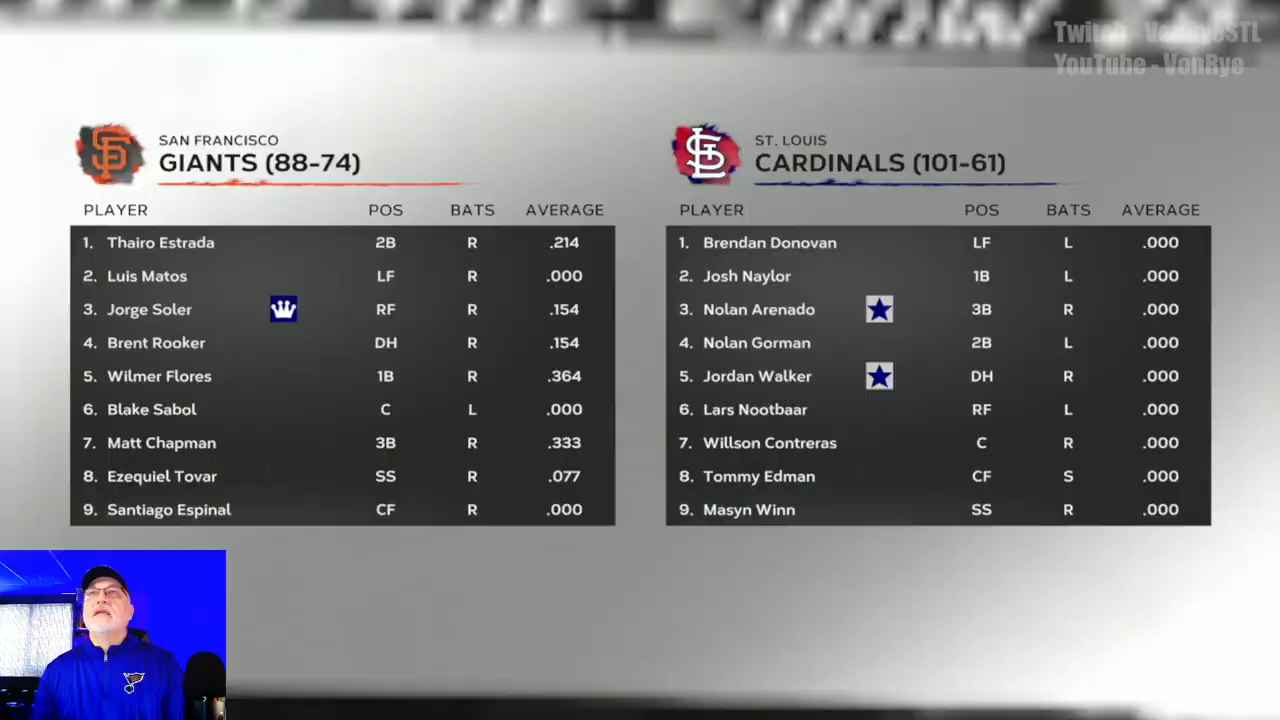 Twitch - VonRyeSTL
YouTube - VonRye
SAN FRANCISCO
GIANTS (88-74)
PLAYER POS BATS AVERAGE
1. Thairo Estrada 2B R .214
2. Luis Matos LF R .000
3. Jorge Soler RF R .154
4. Brent Rooker DH R .154
5. Wilmer Flores 1B R .364
6. Blake Sabol C L .000
7. Matt Chapman 3B R .333
8. Ezequiel Tovar SS R .077
9. Santiago Espinal CF R .000
ST. LOUIS
CARDINALS (101-61)
PLAYER POS BATS AVERAGE
1. Brendan Donovan LF L .000
2. Josh Naylor 1B L .000
3. Nolan Arenado 3B R .000
4. Nolan Gorman 2B L .000
5. Jordan Walker DH R .000
6. Lars Nootbaar RF L .000
7. Willson Contreras C R .000
8. Tommy Edman CF S .000
9. Masyn Winn SS R .000